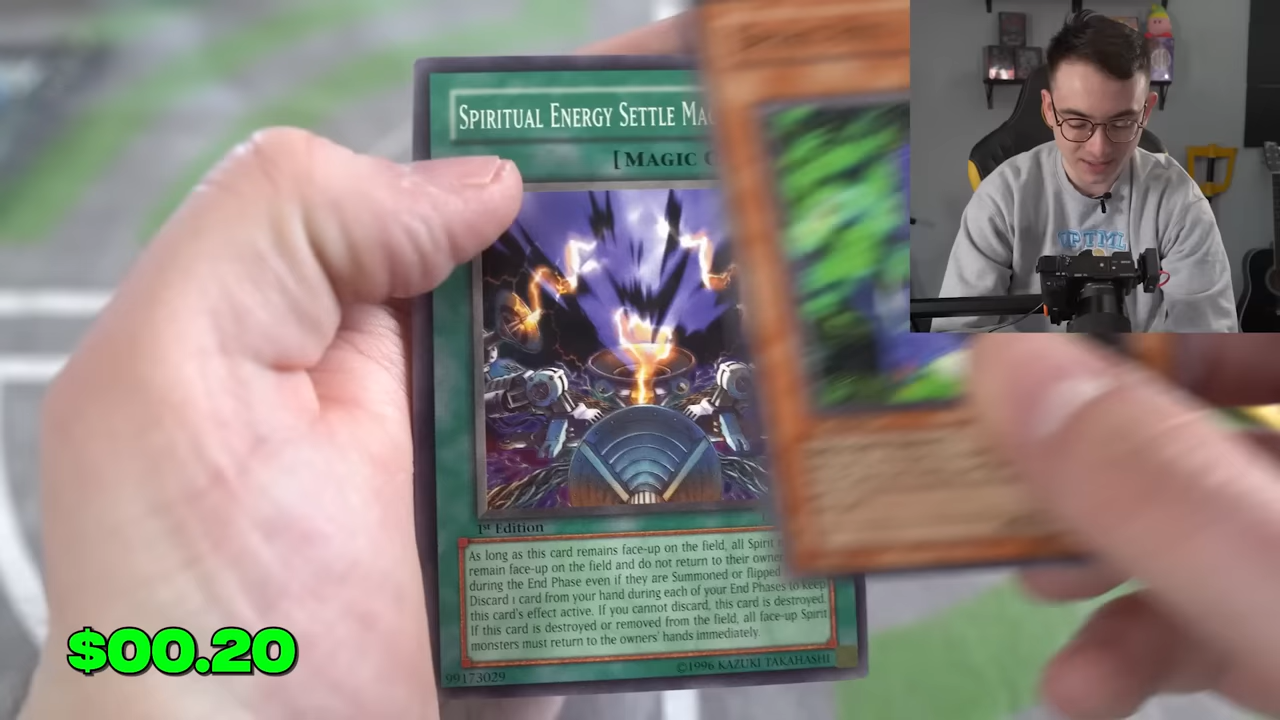 SPIRITUAL ENERGY SETTLE
[MAGIC
1st Edition
As long as this card remains face-up on the field, all Spirit
remain face-up on the field and do not return to their
during the End Phase even if they are Summoned or flipped
Discard 1 card from your hand during each of your End Phases to keep
this card's effect active. If you cannot discard, this card is destroyed.
If this card is destroyed or removed from the field, all face-up Spirit
monsters must return to the owners' hands immediately.
99173029
©1996 KAZUKI TAKAHASHI
$00.20